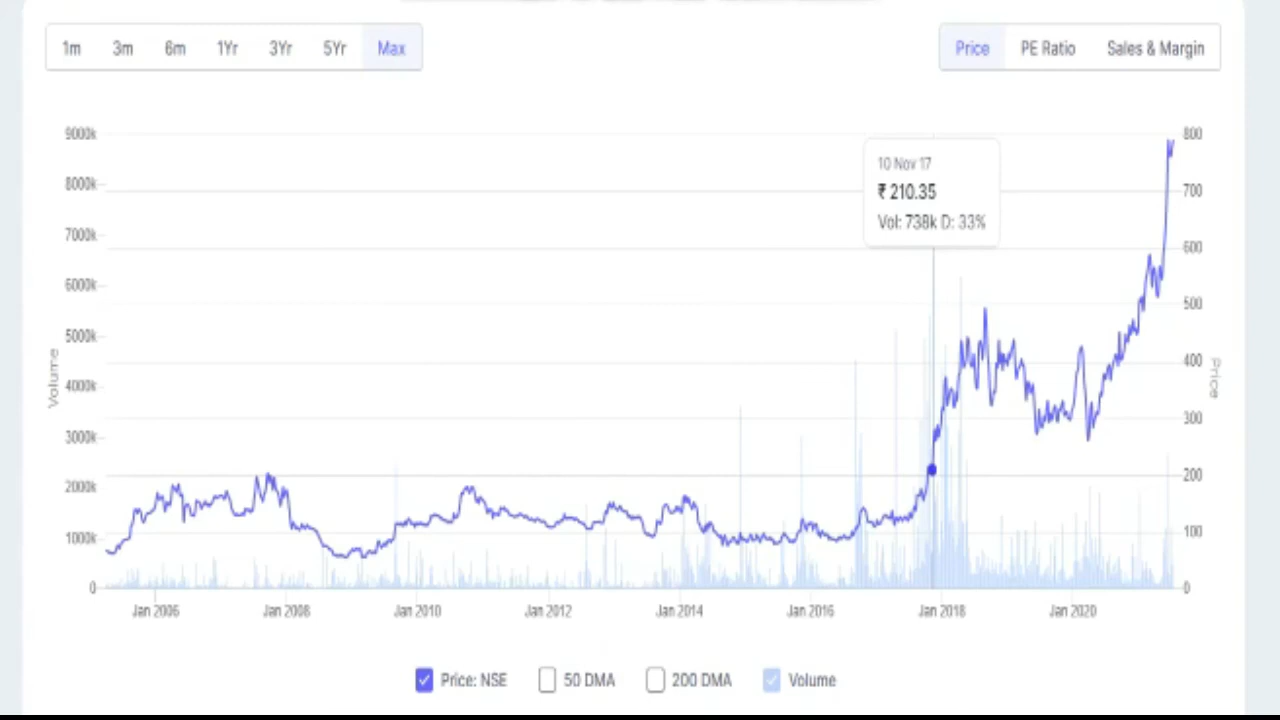 1m 3m 6m 1Yr 3Yr 5Yr Max
Price PE Ratio Sales & Margin
9000k
8000k
7000k
6000k
5000k
4000k
3000k
2000k
1000k
0
Volume
10 Nov 17
₹ 210.35
Vol: 738k D: 33%
800
700
600
500
400
300
200
100
0
Price
Jan 2006 Jan 2008 Jan 2010 Jan 2012 Jan 2014 Jan 2016 Jan 2018 Jan 2020
Price: NSE 50 DMA 200 DMA Volume